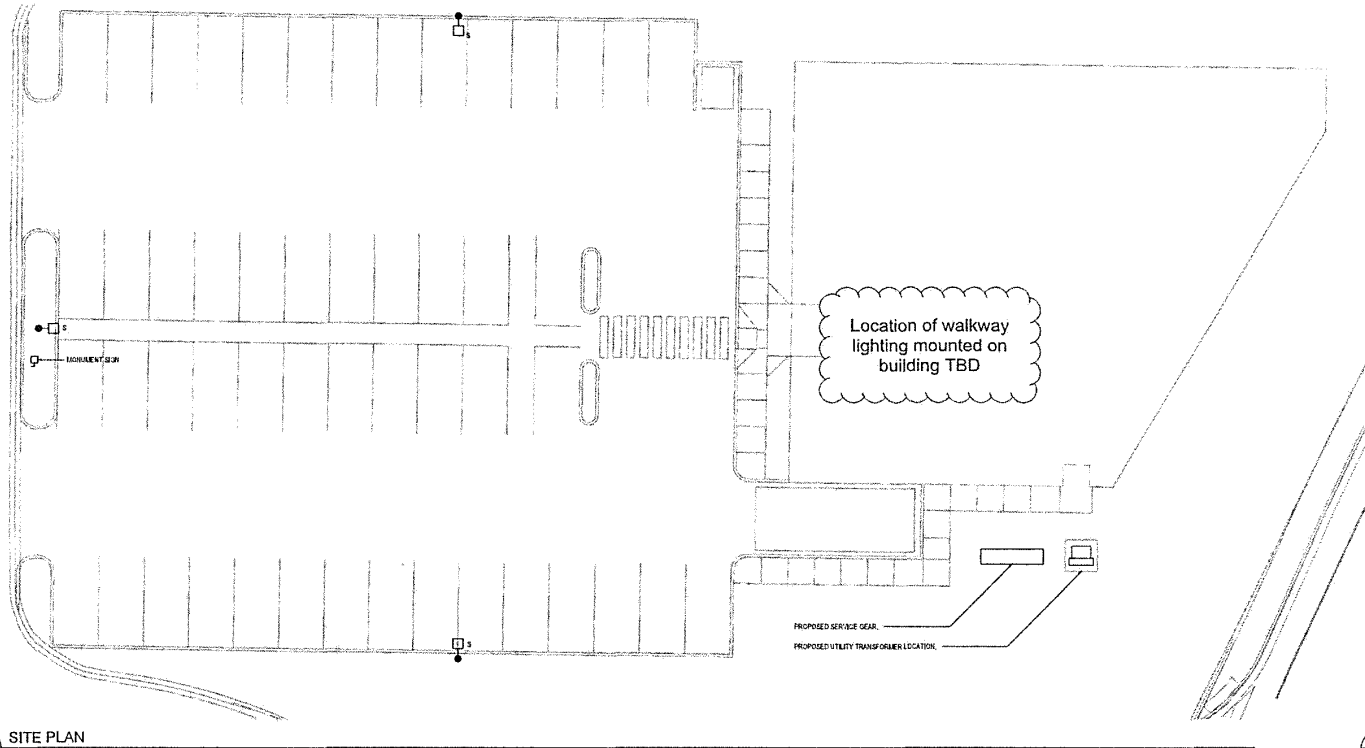 S
S
MONUMENT SIGN
Location of walkway
lighting mounted on
building TBD
S
PROPOSED SERVICE GEAR.
PROPOSED UTILITY TRANSFORMER LOCATION.
SITE PLAN